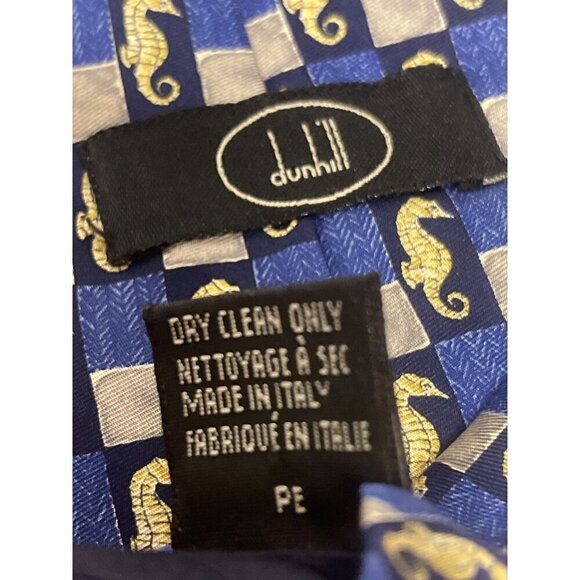 dunhill
DRY CLEAN ONLY
NETTOYAGE À SEC
MADE IN ITALY
FABRIQUÉ EN ITALIE
PE